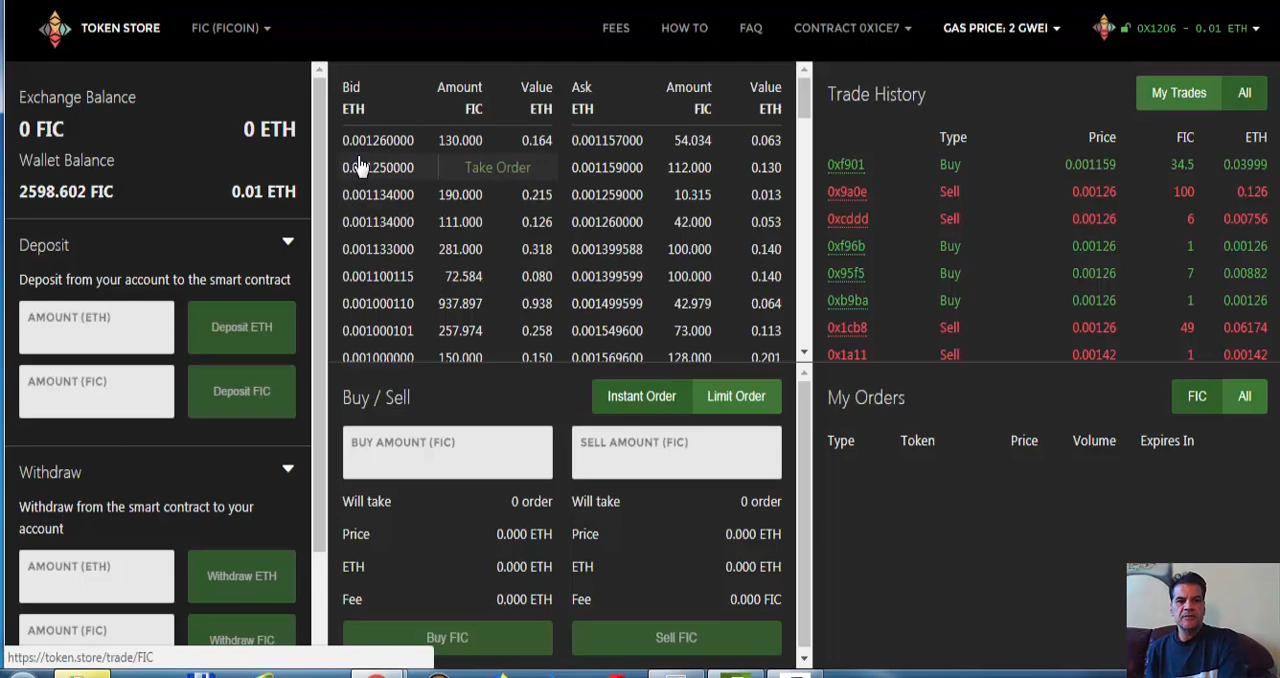 TOKEN STORE
FIC (FICOIN)
FEES
HOW TO
FAQ
CONTRACT 0X1CE7
GAS PRICE: 2 GWEI
0X1206 - 0.01 ETH
Exchange Balance
0 FIC 0 ETH
Wallet Balance
2598.602 FIC 0.01 ETH
Deposit
Deposit from your account to the smart contract
AMOUNT (ETH)
Deposit ETH
AMOUNT (FIC)
Deposit FIC
Withdraw
Withdraw from the smart contract to your
account
AMOUNT (ETH)
Withdraw ETH
AMOUNT (FIC)
Withdraw FIC
https://token.store/trade/FIC
Bid Amount Value Ask Amount Value
ETH FIC ETH ETH FIC ETH
0.001260000 130.000 0.164 0.001157000 54.034 0.063
Take Order 0.001159000 112.000 0.130
0.001134000 190.000 0.215 0.001259000 10.315 0.013
0.001134000 111.000 0.126 0.001260000 42.000 0.053
0.001133000 281.000 0.318 0.001399588 100.000 0.140
0.001100115 72.584 0.080 0.001399599 100.000 0.140
0.001000110 937.897 0.938 0.001499599 42.979 0.064
0.001000101 257.974 0.258 0.001549600 73.000 0.113
0.001000000 150.000 0.150 0.001569600 128.000 0.201
Buy / Sell
Instant Order
Limit Order
BUY AMOUNT (FIC)
SELL AMOUNT (FIC)
Will take 0 order Will take 0 order
Price 0.000 ETH Price 0.000 ETH
ETH 0.000 ETH ETH 0.000 ETH
Fee 0.000 ETH Fee 0.000 FIC
Buy FIC
Sell FIC
Trade History
My Trades
All
Type Price FIC ETH
0xf901 Buy 0.001159 34.5 0.03999
0x9a0e Sell 0.00126 100 0.126
0xcddd Sell 0.00126 6 0.00756
0xf96b Buy 0.00126 1 0.00126
0x95f5 Buy 0.00126 7 0.00882
0xb9ba Buy 0.00126 1 0.00126
0x1cb8 Sell 0.00126 49 0.06174
0x1a11 Sell 0.00142 1 0.00142
My Orders
FIC
All
Type Token Price Volume Expires In